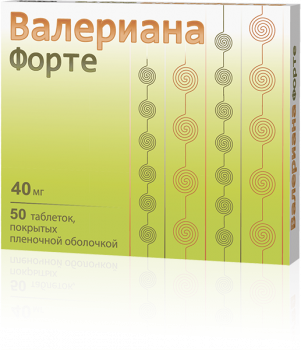 Валериана
Форте
40 мг
50 таблеток,
покрытых
пленочной оболочкой
Валериана форте